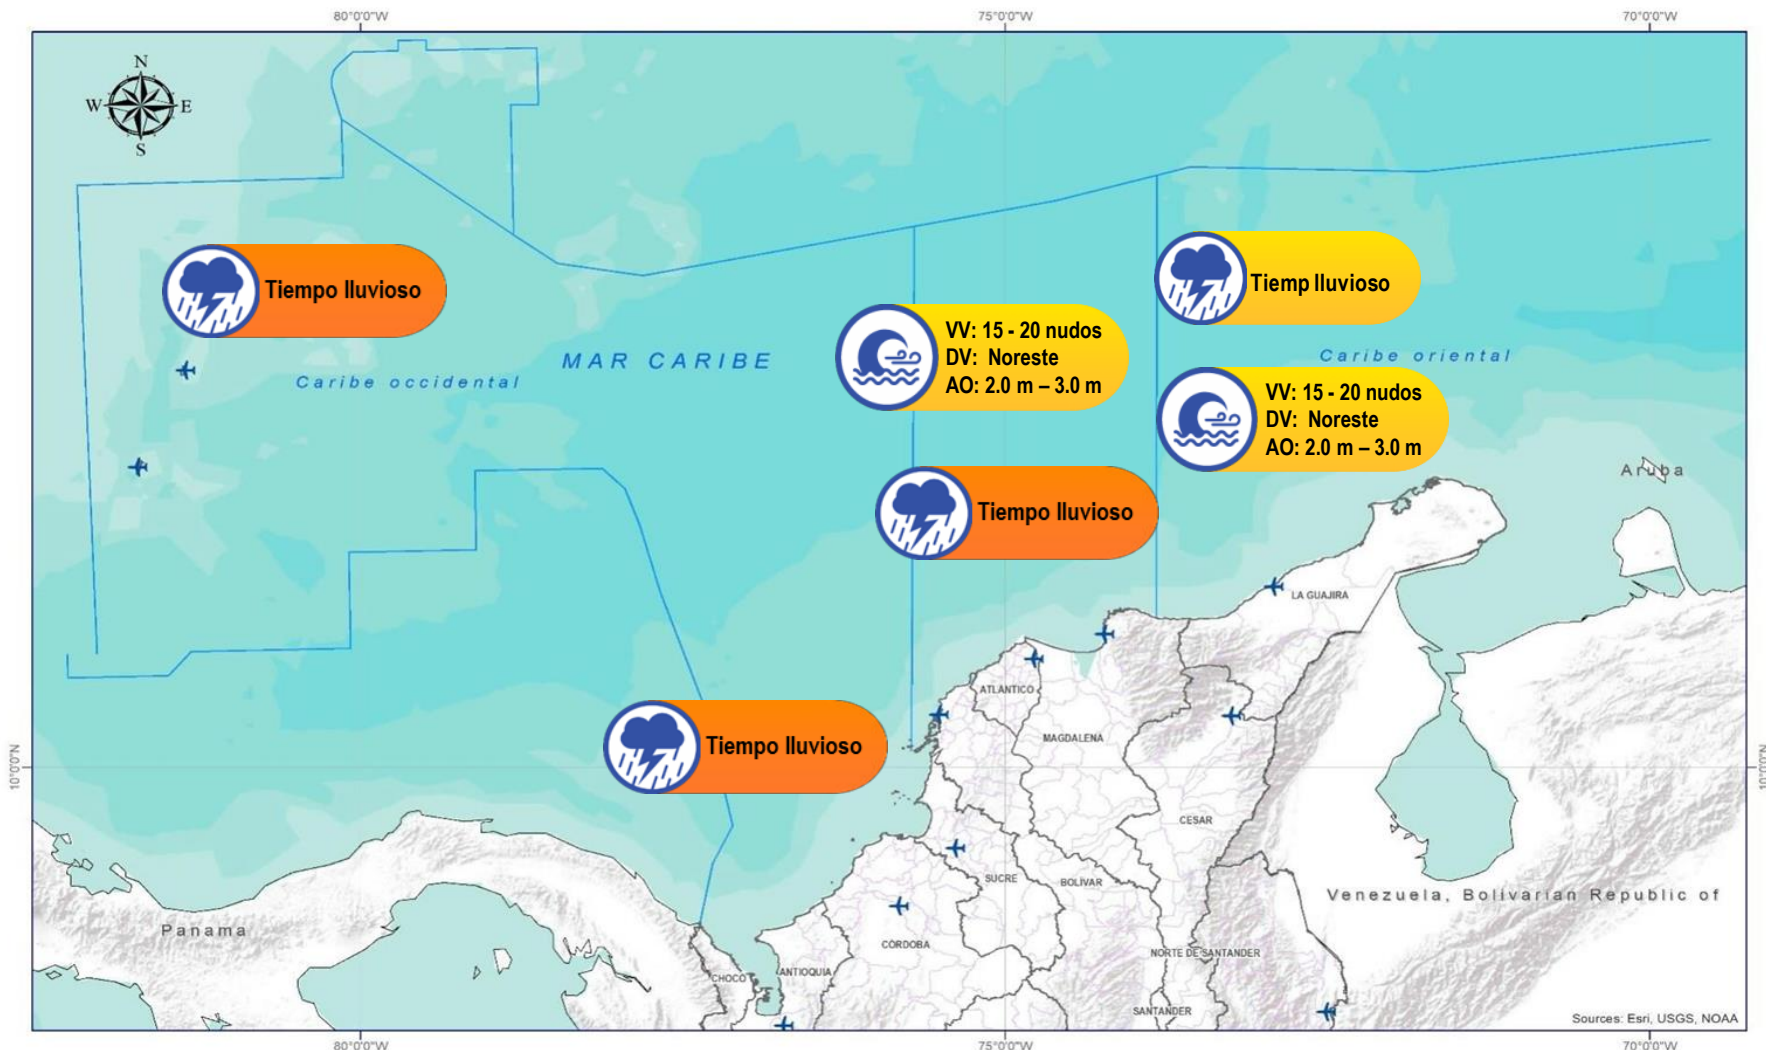 80°0'0"W
75°0'0"W
70°0'0"W
N
W
E
S
Tiempo lluvioso
Tiemp lluvioso
VV: 15 - 20 nudos
DV: Noreste
AO: 2.0 m – 3.0 m
MAR CARIBE
Caribe occidental
Caribe oriental
VV: 15 - 20 nudos
DV: Noreste
AO: 2.0 m – 3.0 m
Aruba
Tiempo lluvioso
LA GUAJIRA
ATLANTICO
MAGDALENA
Tiempo lluvioso
10°0'0"N
10°0'0"N
CESAR
SUCRE
BOLÍVAR
Venezuela, Bolivarian Republic of
Panama
CÓRDOBA
NORTE DE SANTANDER
CHOCO
ANTIOQUIA
SANTANDER
Sources: Esri, USGS, NOAA
80°0'0"W
75°0'0"W
70°0'0"W